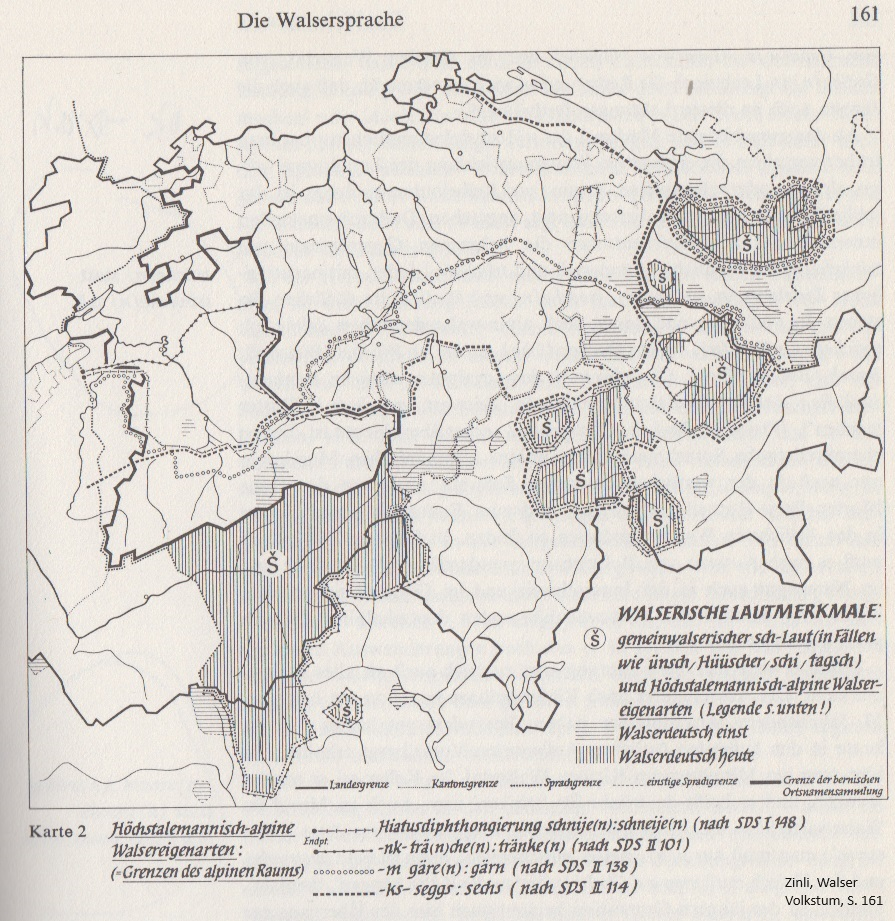 Die Walsersprache
161
Š
Š
Š
Š
Š
Š
Š
Š
WALSERISCHE LAUTMERKMALE:
Š gemeinwalserischer sch-Laut (in Fällen
wie ünsch/Hüüscher/schi/tagsch)
und Höchstalemannisch-alpine Walser-
eigenarten (Legende s. unten!)
Walserdeutsch einst
Walserdeutsch heute
Landesgrenze Kantonsgrenze Sprachgrenze einstige Sprachgrenze Grenze der bernischen
Ortsnamensammlung
Karte 2 Höchstalemannisch-alpine
Walsereigenarten:
(=Grenzen des alpinen Raums)
Hiatusdiphthongierung schnije(n):schneije(n) (nach SDS I 148)
Endpt.
-nk- trä(n)che(n): tränke(n) (nach SDS II 101)
-m gäre(n): gärn (nach SDS II 138)
-ks- seggs: sechs (nach SDS II 114)
Zinli, Walser
Volkstum, S. 161